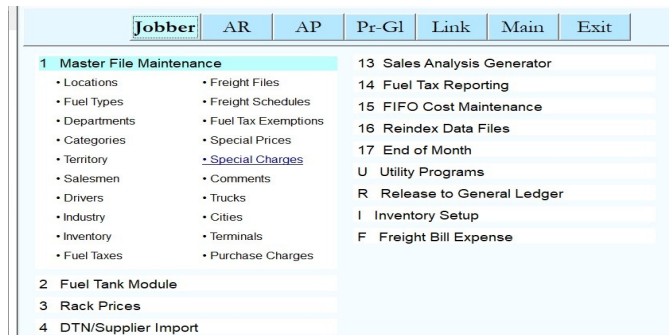 Jobber AR AP Pr-Gl Link Main Exit
1 Master File Maintenance
• Locations
• Fuel Types
• Departments
• Categories
• Territory
• Salesmen
• Drivers
• Industry
• Inventory
• Fuel Taxes
• Freight Files
• Freight Schedules
• Fuel Tax Exemptions
• Special Prices
• Special Charges
• Comments
• Trucks
• Cities
• Terminals
• Purchase Charges
2 Fuel Tank Module
3 Rack Prices
4 DTN/Supplier Import
13 Sales Analysis Generator
14 Fuel Tax Reporting
15 FIFO Cost Maintenance
16 Reindex Data Files
17 End of Month
U Utility Programs
R Release to General Ledger
I Inventory Setup
F Freight Bill Expense